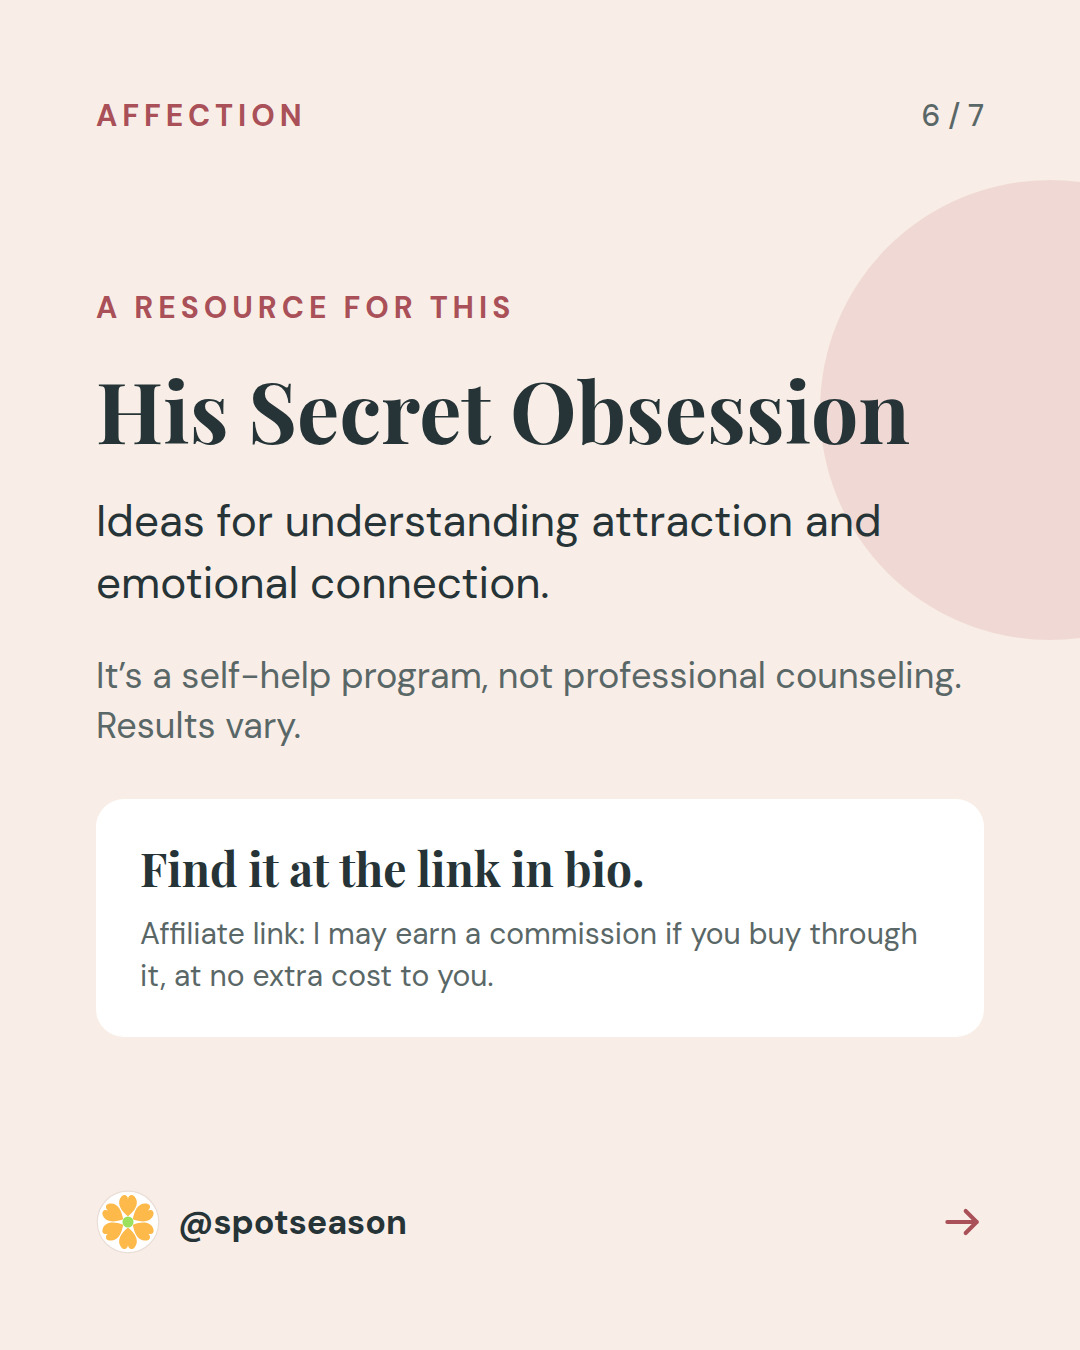 AFFECTION
6 / 7
A RESOURCE FOR THIS
His Secret Obsession
Ideas for understanding attraction and
emotional connection.
It’s a self-help program, not professional counseling.
Results vary.
Find it at the link in bio.
Affiliate link: I may earn a commission if you buy through
it, at no extra cost to you.
@spotseason